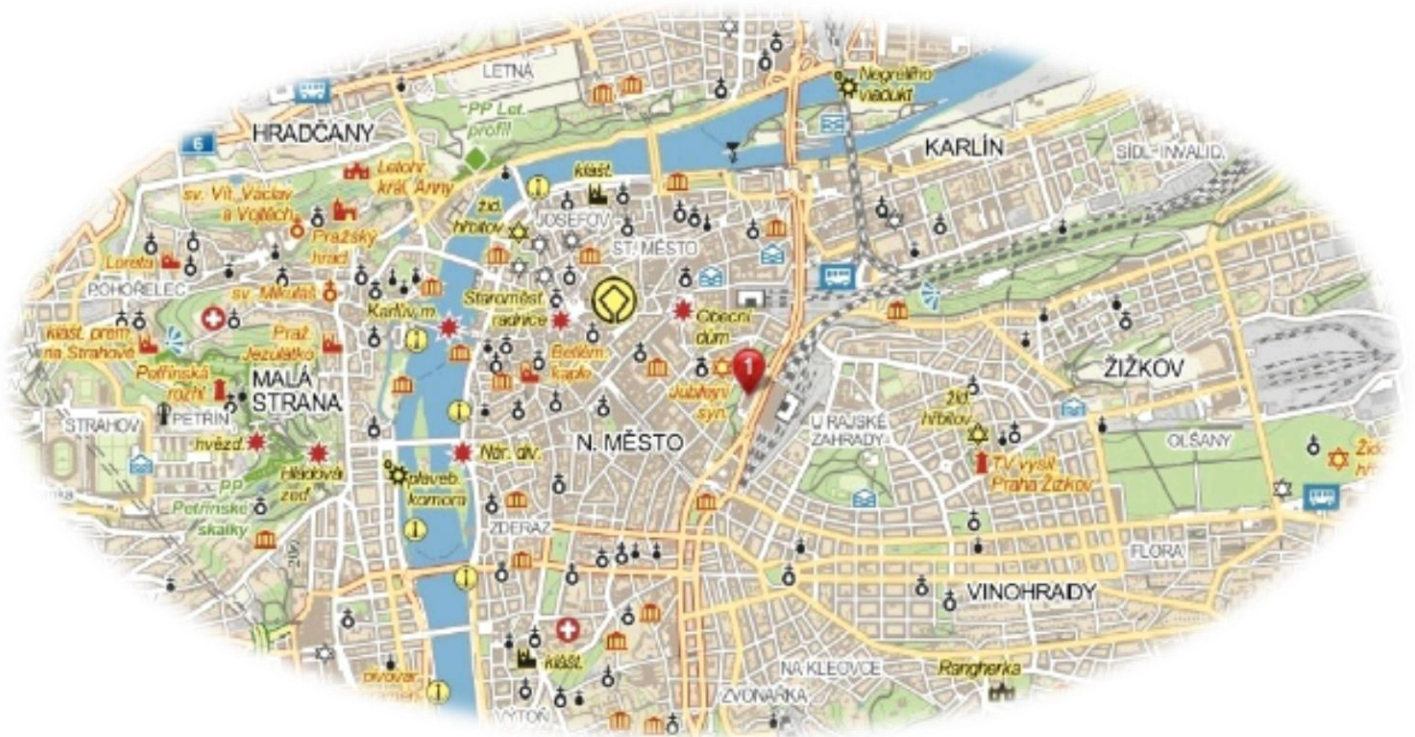 LETNÁ
Negrelliho
viadukt
PP Let.
profil
HRADČANY
6
KARLÍN
SÍDL. INVALID.
Letohr.
král. Anny
klášt.
sv. Vít, Václav
a Vojtěch
žid.
hřbitov
JOSEFOV
Pražský
hrad
ST. MĚSTO
Loreta
POHOŘELEC
sv. Mikuláš
Karlův m.
Staroměst.
radnice
Obecní
dům
klášt. prem.
na Strahově
Praž.
Jezulátko
Betlém.
kaple
1
Petřínská
rozhl.
MALÁ
STRANA
Jubilejní
syn.
ŽIŽKOV
PETŘÍN
STRAHOV
hvězd.
žid.
hřbitov
U RAJSKÉ
ZAHRADY
N. MĚSTO
OLŠANY
Hladová
zeď
Nár. div.
plaveb.
komora
TV vysíl.
Praha Žižkov
PP
Petřínské
skalky
ZDERAZ
FLORA
VINOHRADY
klášt.
NA KLEOVCE
Rangherka
pivovar
ZVONAŘKA
VÝTOŇ